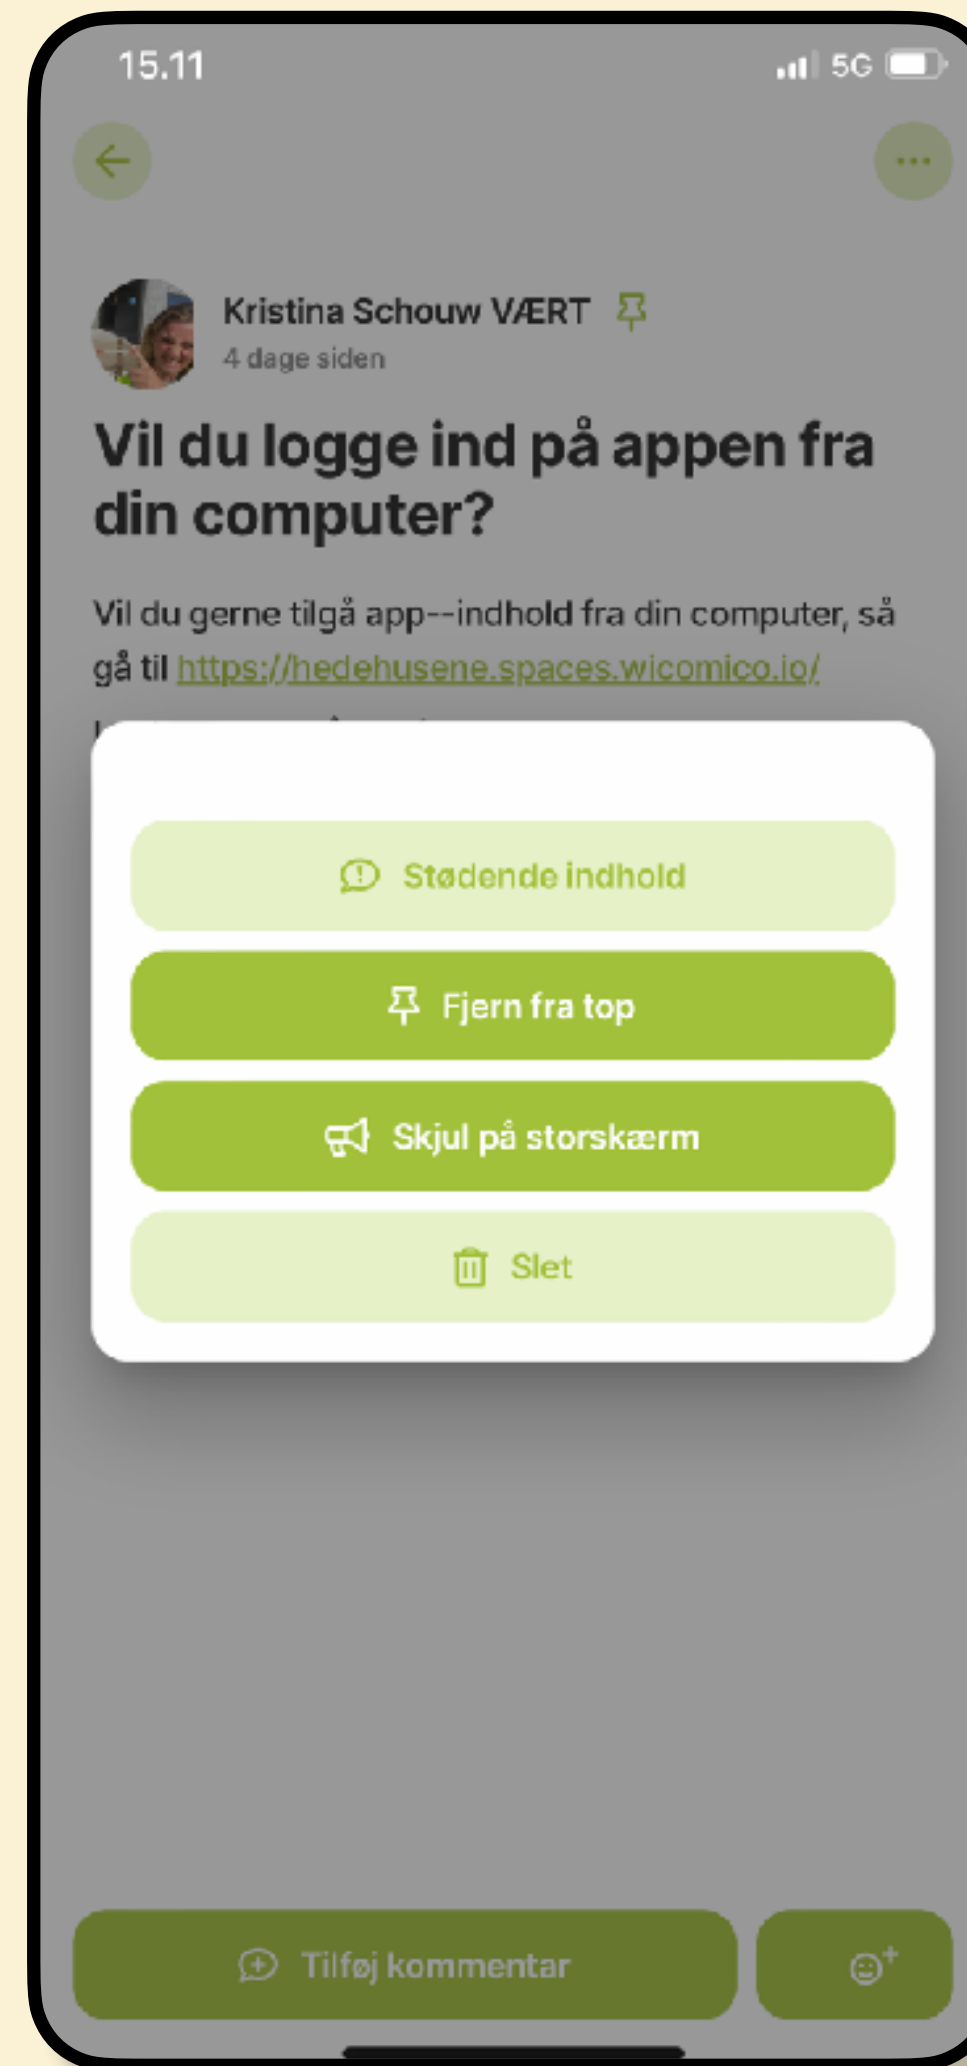 15.11
5G
Kristina Schouw VÆRT
4 dage siden
Vil du logge ind på appen fra
din computer?
Vil du gerne tilgå app--indhold fra din computer, så
gå til https://hedehusene.spaces.wicomico.io/
Stødende indhold
Fjern fra top
Skjul på storskærm
Slet
Tilføj kommentar